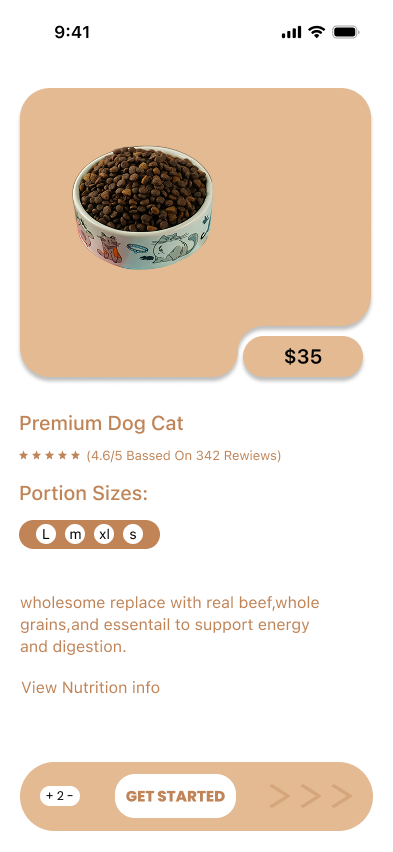 9:41
$35
Premium Dog Cat
★★★★★ (4.6/5 Bassed On 342 Rewiews)
Portion Sizes:
L m xl s
wholesome replace with real beef,whole
grains,and essentail to support energy
and digestion.
View Nutrition info
+ 2 - GET STARTED